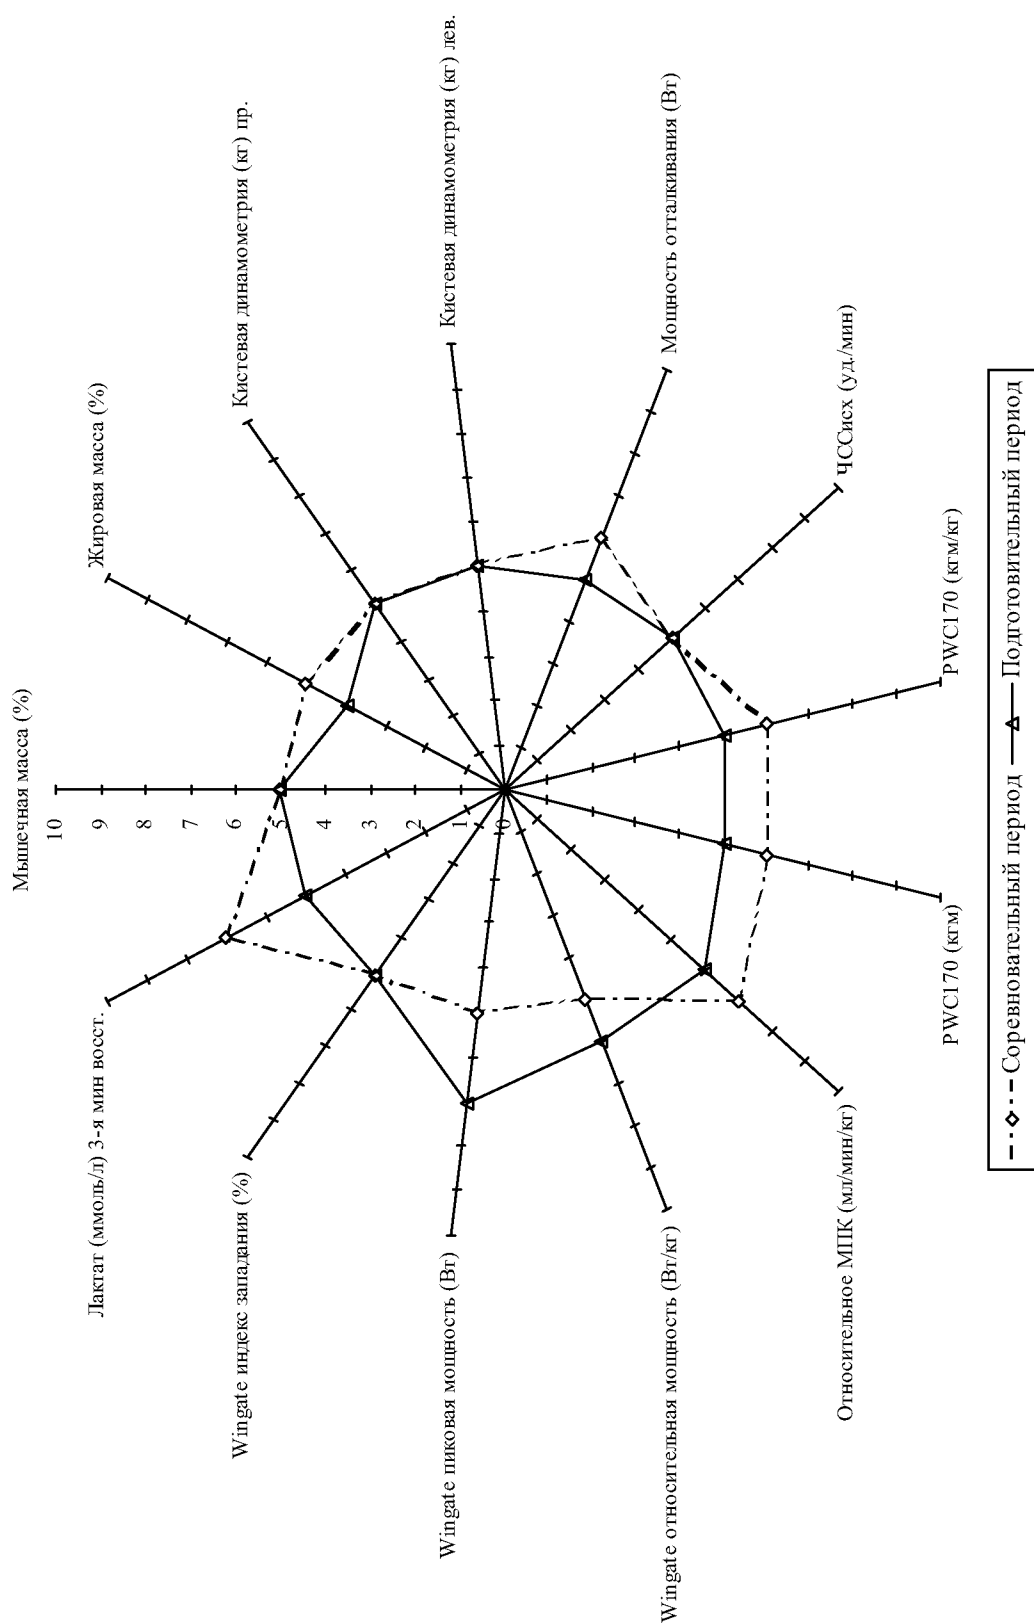 Мышечная масса (%)
Жировая масса (%)
Кистевая динамометрия (кг) пр.
Кистевая динамометрия (кг) лев.
Мощность отталкивания (Вт)
ЧССисх (уд./мин)
PWC170 (кгм/кг)
PWC170 (кгм)
Относительное МПК (мл/мин/кг)
Wingate относительная мощность (Вт/кг)
Wingate пиковая мощность (Вт)
Wingate индекс западания (%)
Лактат (ммоль/л) 3-я мин восст.
10
9
8
7
6
5
4
3
2
1
0
Соревновательный период
Подготовительный период